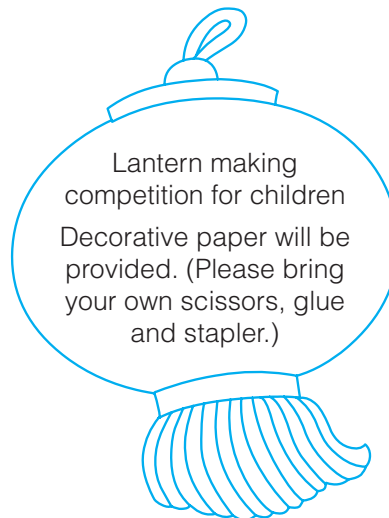 Lantern making
competition for children
Decorative paper will be
provided. (Please bring
your own scissors, glue
and stapler.)